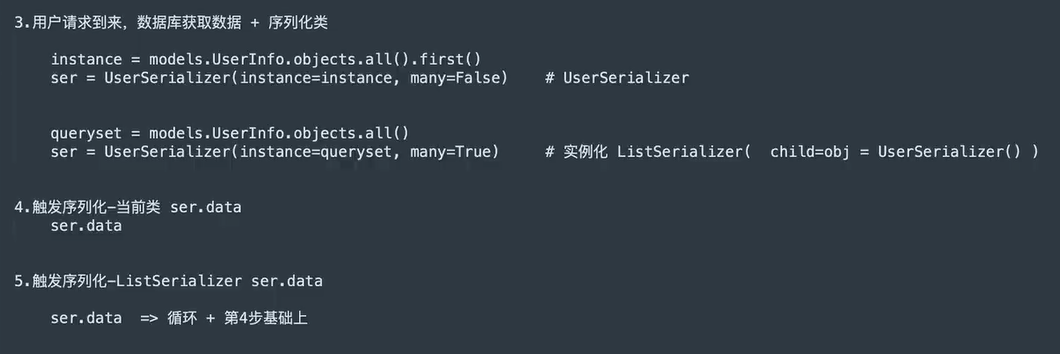 3.用户请求到来，数据库获取数据 + 序列化类
instance = models.UserInfo.objects.all().first()
ser = UserSerializer(instance=instance, many=False)    # UserSerializer
queryset = models.UserInfo.objects.all()
ser = UserSerializer(instance=queryset, many=True)     # 实例化 ListSerializer(  child=obj = UserSerializer() )
4.触发序列化-当前类 ser.data
ser.data
5.触发序列化-ListSerializer ser.data
ser.data  => 循环 + 第4步基础上